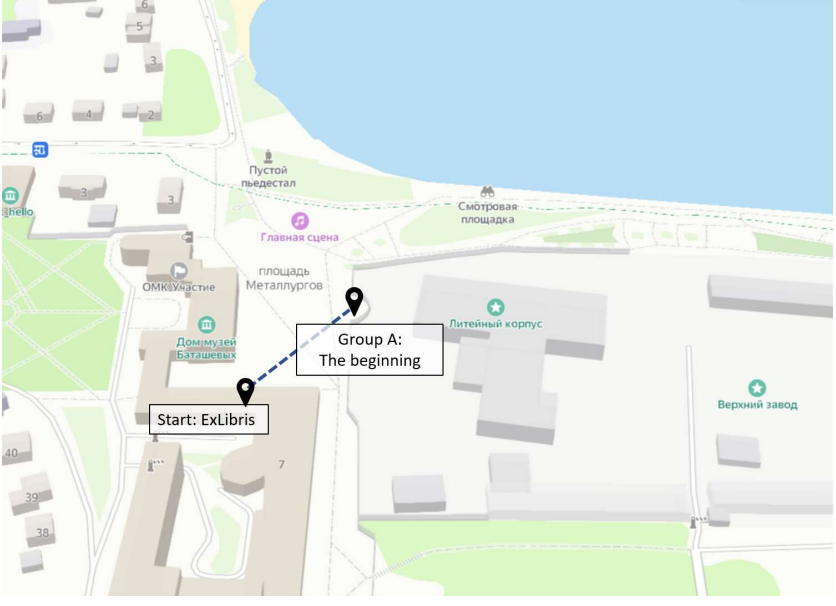 6
5
3
6
4
2
Пустой
пьедестал
3
3
hello
Смотровая
площадка
Главная сцена
площадь
Металлургов
ОМК Участие
Дом-музей
Баташевых
Литейный корпус
Group A:
The beginning
Верхний завод
Start: ExLibris
40
7
39
38